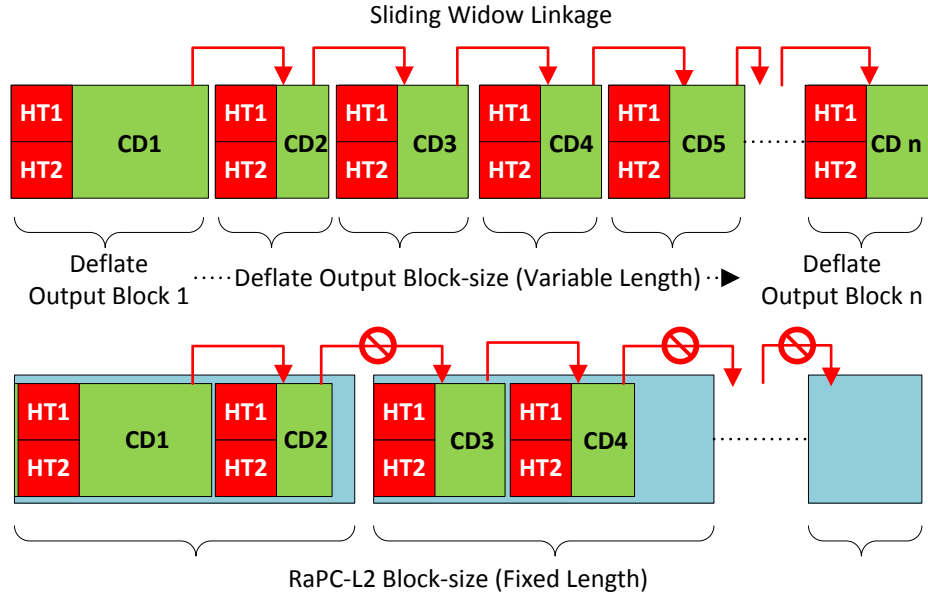 Sliding Widow Linkage
HT1 HT1 HT1 HT1 HT1 HT1
CD1 CD2 CD3 CD4 CD5 CD n
HT2 HT2 HT2 HT2 HT2 HT2
Deflate Output Block 1
Deflate Output Block-size (Variable Length)
Deflate Output Block n
HT1 HT1 HT1 HT1
CD1 CD2 CD3 CD4
HT2 HT2 HT2 HT2
RaPC-L2 Block-size (Fixed Length)